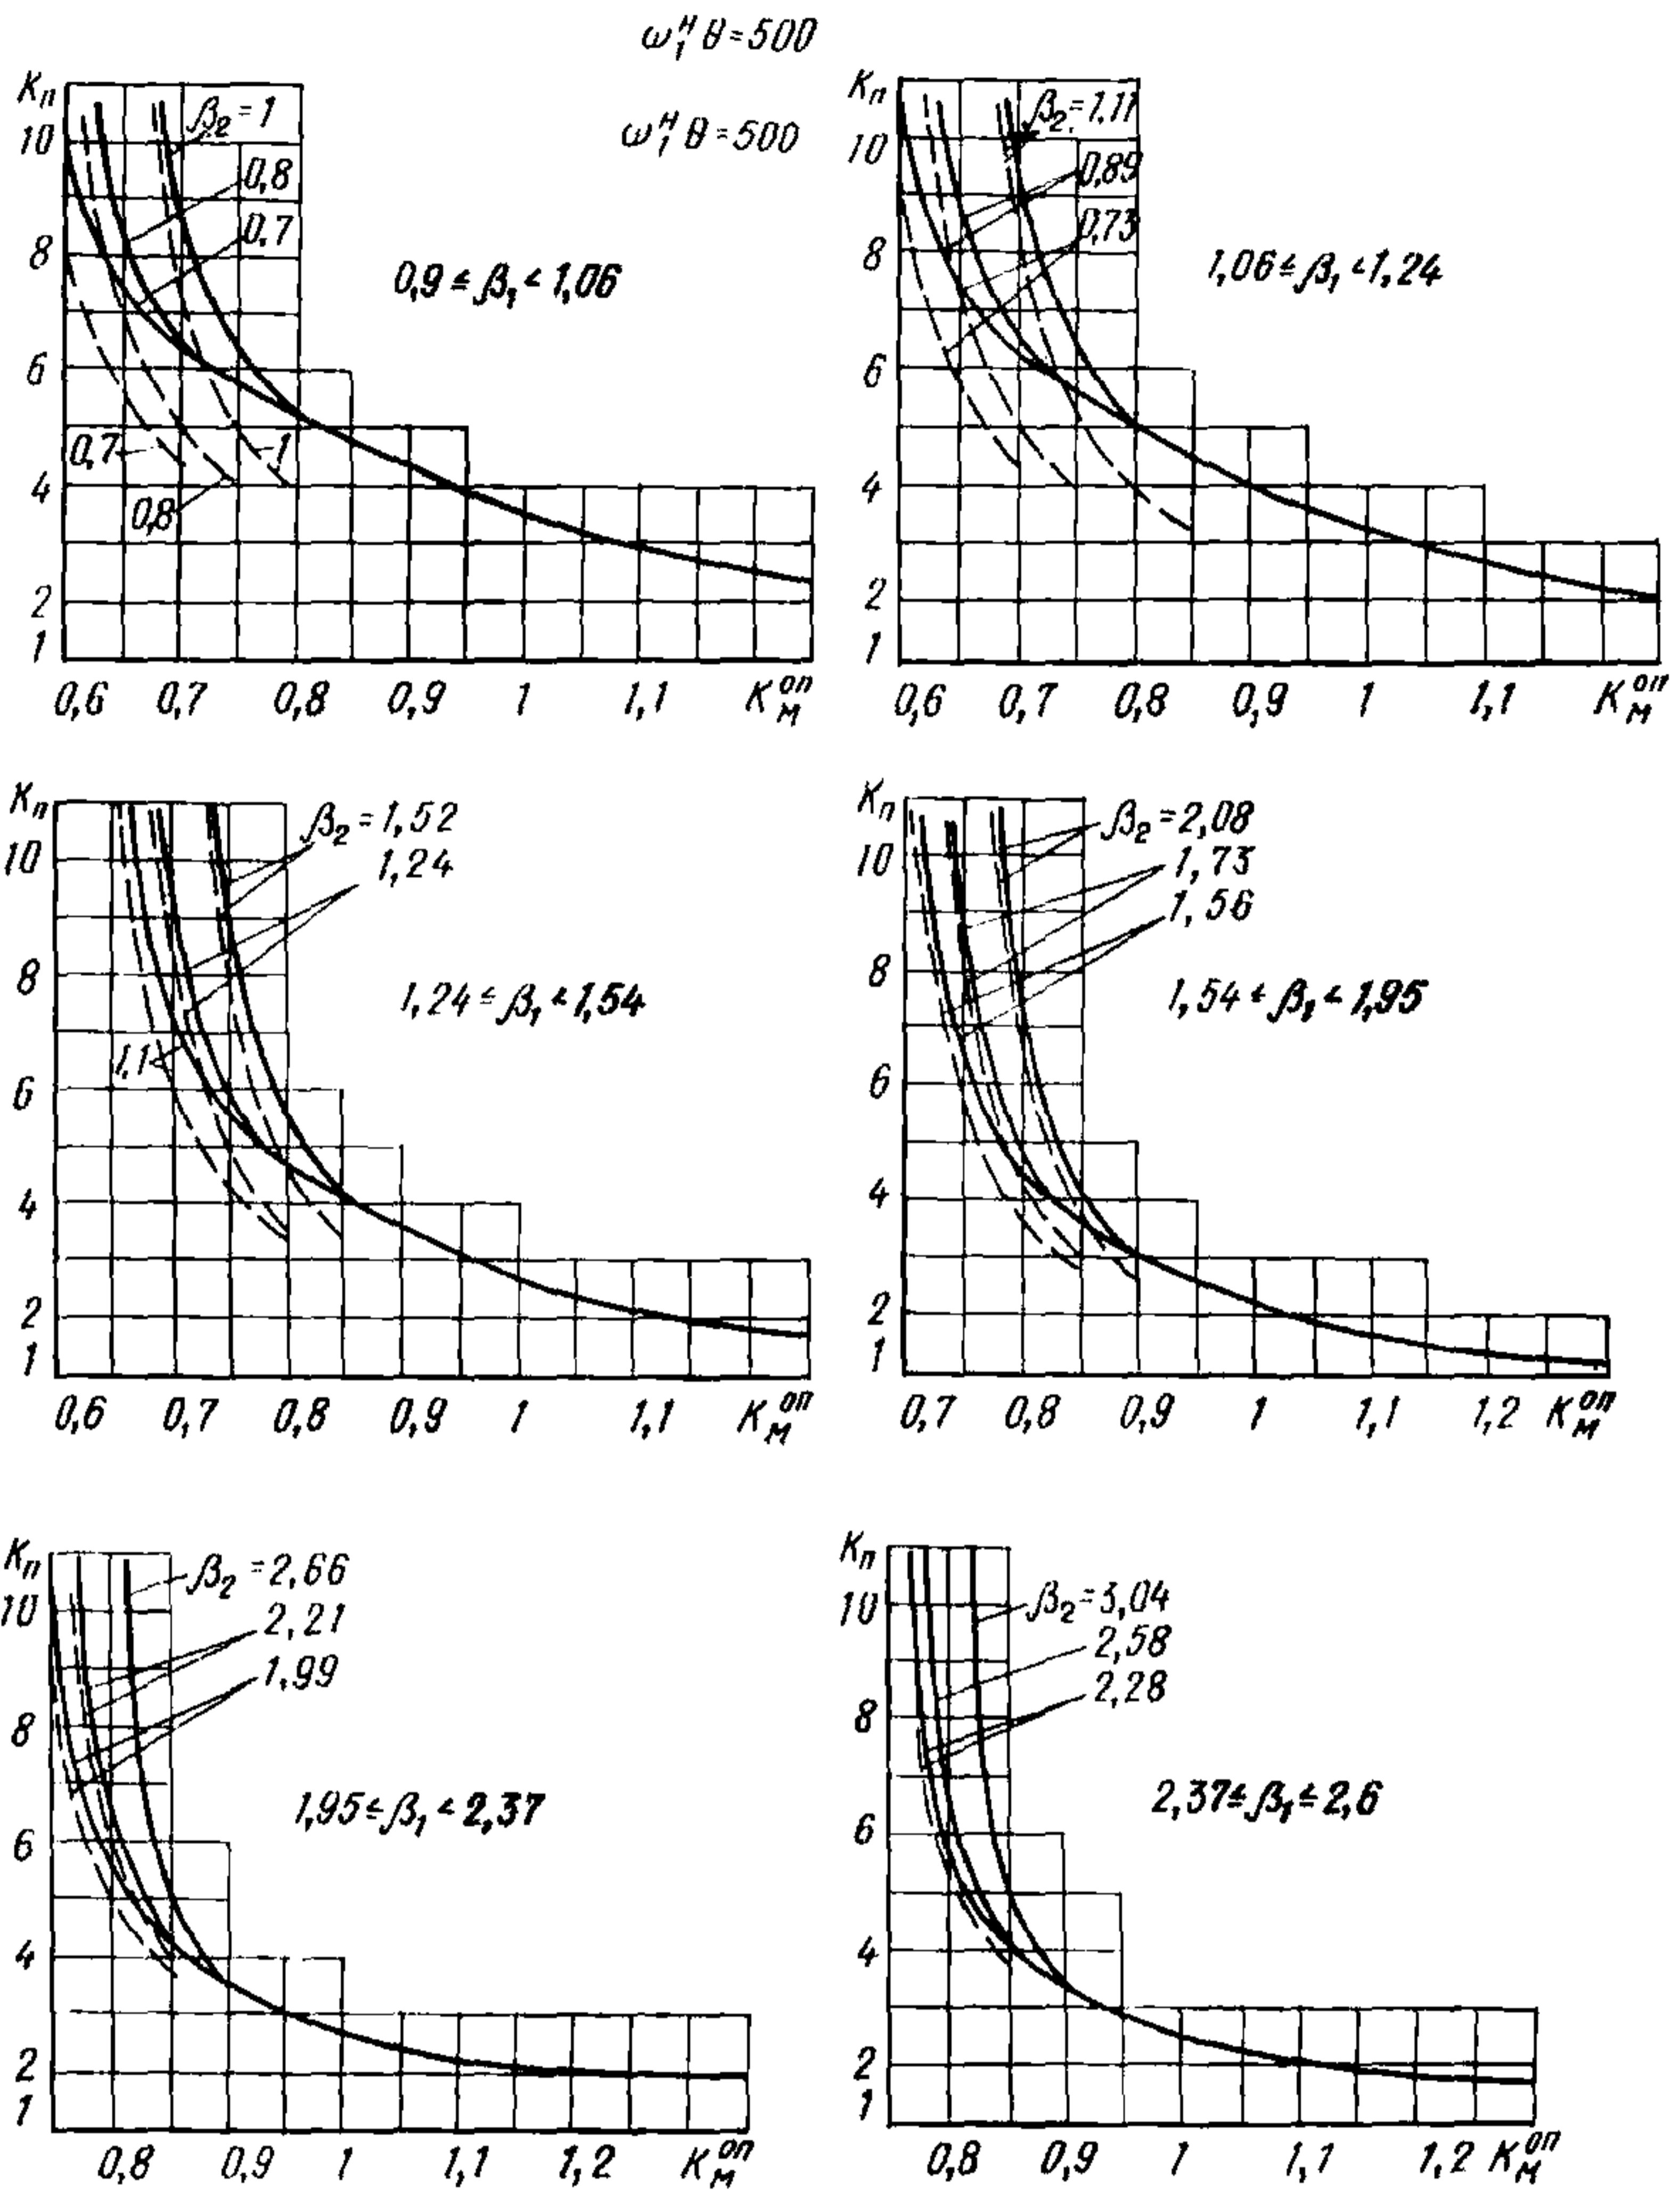 ω₁ᴴ θ = 500
ω₁ᴴ θ = 500
Kп
10
8
6
4
2
1
β₂ = 1
0,8
0,7
0,7
0,8
1
0,9 ≤ β₁ < 1,06
0,6 0,7 0,8 0,9 1 1,1 Kм^оп
Kп
10
8
6
4
2
1
β₂ = 1,11
0,89
0,73
1,06 ≤ β₁ < 1,24
0,6 0,7 0,8 0,9 1 1,1 Kм^оп
Kп
10
8
6
4
2
1
β₂ = 1,52
1,24
1,1
1,24 ≤ β₁ < 1,54
0,6 0,7 0,8 0,9 1 1,1 Kм^оп
Kп
10
8
6
4
2
1
β₂ = 2,08
1,73
1,56
1,54 ≤ β₁ < 1,95
0,7 0,8 0,9 1 1,1 1,2 Kм^оп
Kп
10
8
6
4
2
1
β₂ = 2,66
2,21
1,99
1,95 ≤ β₁ < 2,37
0,8 0,9 1 1,1 1,2 Kм^оп
Kп
10
8
6
4
2
1
β₂ = 3,04
2,58
2,28
2,37 ≤ β₁ ≤ 2,6
0,8 0,9 1 1,1 1,2 Kм^оп